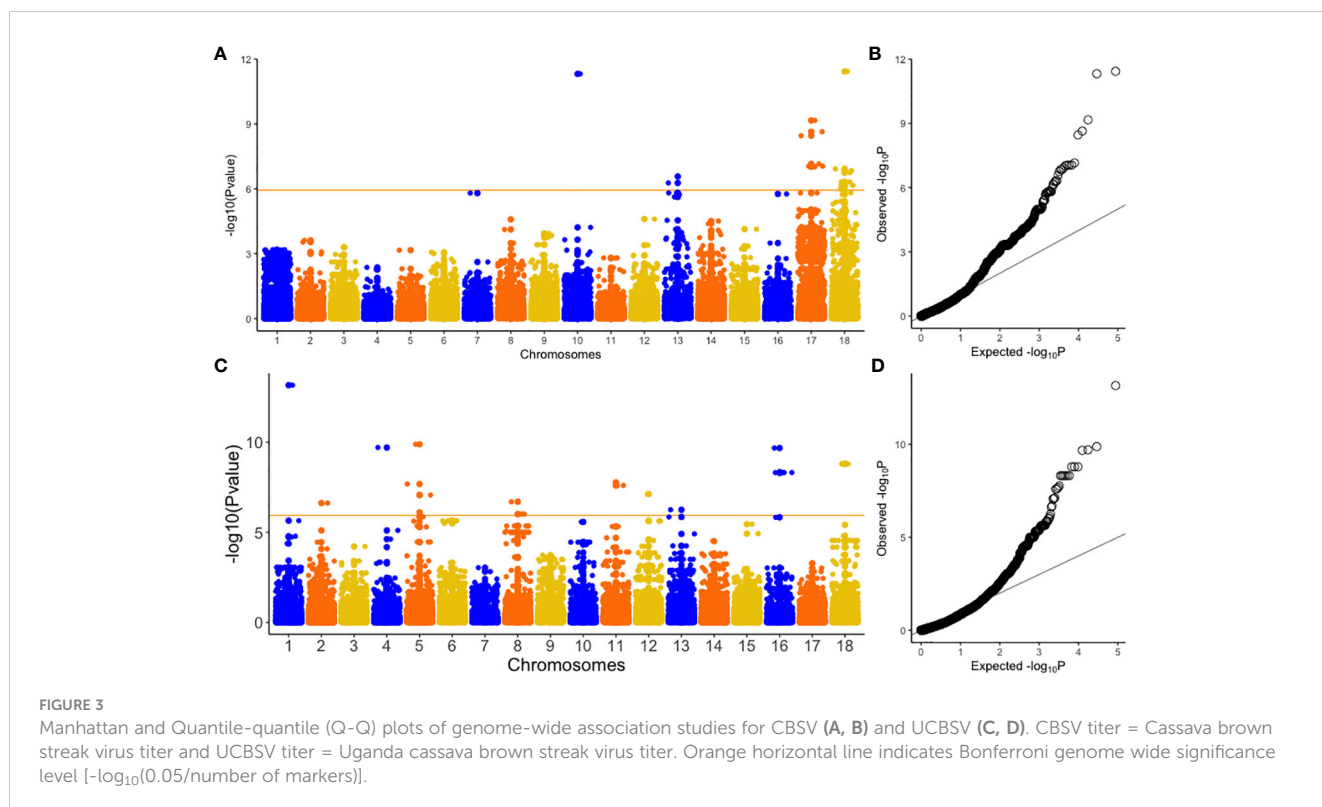 A
B
12
9
6
3
0
-log10(Pvalue)
1 2 3 4 5 6 7 8 9 10 11 12 13 14 15 16 17 18
Chromosomes
12
9
6
3
0
Observed -log10P
0 1 2 3 4 5
Expected -log10P
C
D
10
5
0
-log10(Pvalue)
1 2 3 4 5 6 7 8 9 10 11 12 13 14 15 16 17 18
Chromosomes
10
5
0
Observed -log10P
0 1 2 3 4 5
Expected -log10P
FIGURE 3
Manhattan and Quantile-quantile (Q-Q) plots of genome-wide association studies for CBSV (A, B) and UCBSV (C, D). CBSV titer = Cassava brown
streak virus titer and UCBSV titer = Uganda cassava brown streak virus titer. Orange horizontal line indicates Bonferroni genome wide significance
level [-log10(0.05/number of markers)].